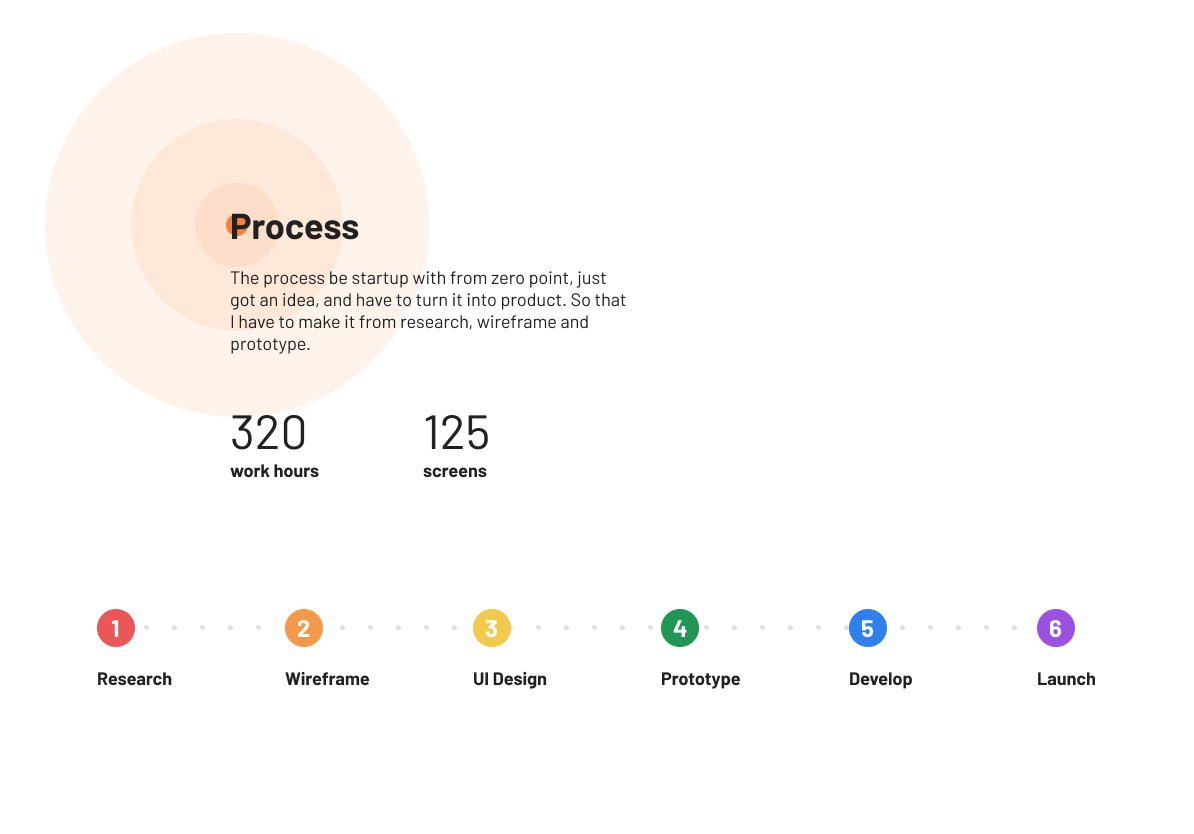 Process
The process be startup with from zero point, just
got an idea, and have to turn it into product. So that
I have to make it from research, wireframe and
prototype.
320 125
work hours screens
1 2 3 4 5 6
Research Wireframe UI Design Prototype Develop Launch